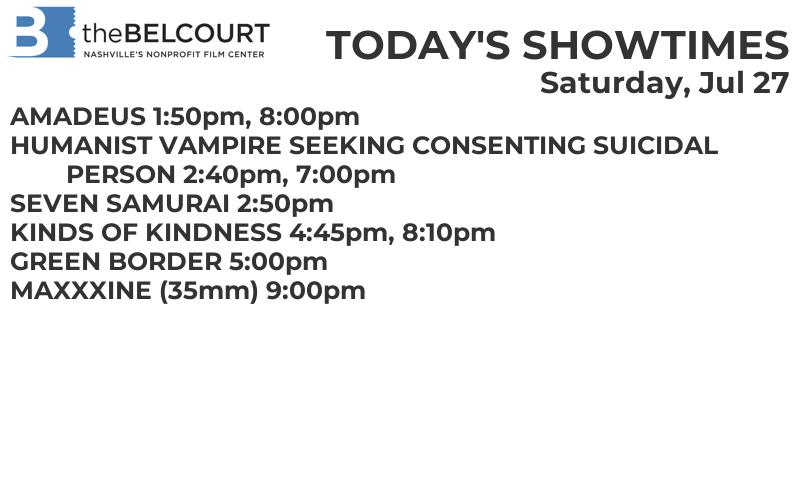 B theBELCOURT
NASHVILLE'S NONPROFIT FILM CENTER
TODAY'S SHOWTIMES
Saturday, Jul 27
AMADEUS 1:50pm, 8:00pm
HUMANIST VAMPIRE SEEKING CONSENTING SUICIDAL
PERSON 2:40pm, 7:00pm
SEVEN SAMURAI 2:50pm
KINDS OF KINDNESS 4:45pm, 8:10pm
GREEN BORDER 5:00pm
MAXXXINE (35mm) 9:00pm